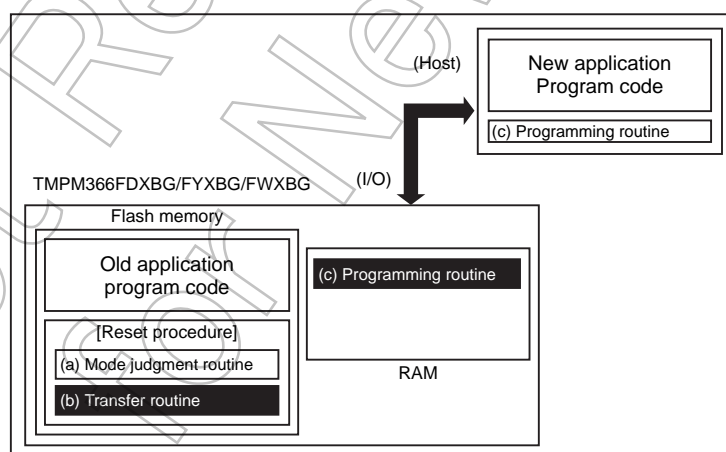 (Host)
New application
Program code
(c) Programming routine
(I/O)
TMPM366FDXBG/FYXBG/FWXBG
Flash memory
Old application
program code
[Reset procedure]
(a) Mode judgment routine
(b) Transfer routine
(c) Programming routine
RAM